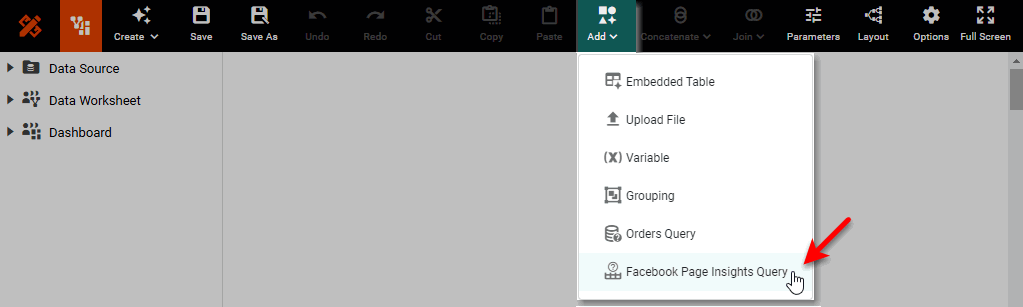 Create Save Save As Undo Redo Cut Copy Paste Add Concatenate Join Parameters Layout Options Full Screen
Data Source
Data Worksheet
Dashboard
Embedded Table
Upload File
(x) Variable
Grouping
Orders Query
Facebook Page Insights Query